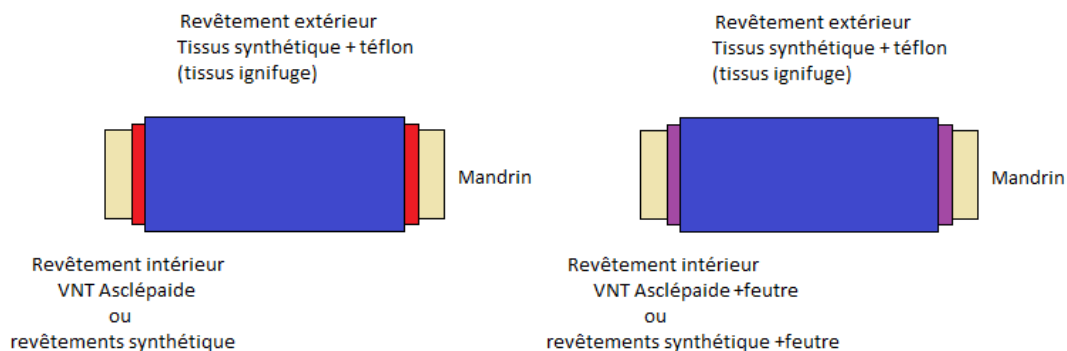 Revêtement extérieur
Tissus synthétique + téflon
(tissus ignifuge)
Mandrin
Revêtement intérieur
VNT Asclépaide
ou
revêtements synthétique
Revêtement extérieur
Tissus synthétique + téflon
(tissus ignifuge)
Mandrin
Revêtement intérieur
VNT Asclépaide +feutre
ou
revêtements synthétique +feutre